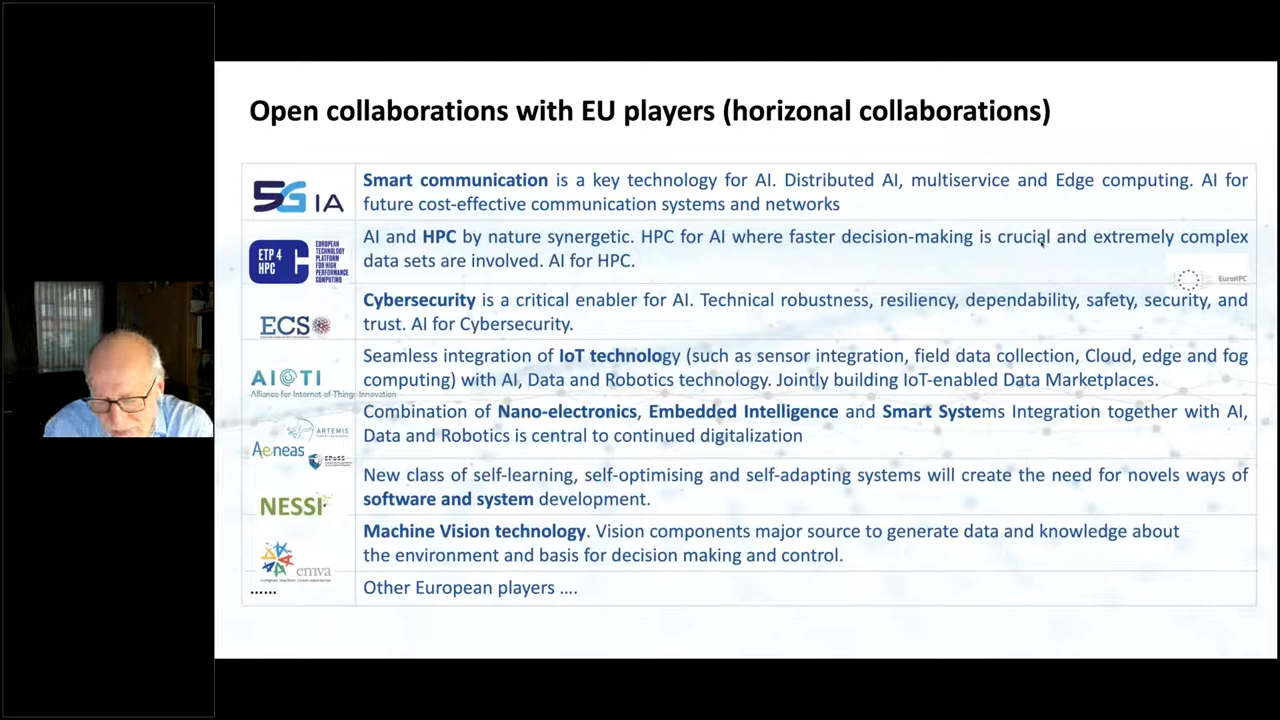 Open collaborations with EU players (horizonal collaborations)
5G IA
Smart communication is a key technology for AI. Distributed AI, multiservice and Edge computing. AI for
future cost-effective communication systems and networks
ETP 4
HPC
EUROPEAN
TECHNOLOGY
PLATFORM
FOR HIGH
PERFORMANCE
COMPUTING
AI and HPC by nature synergetic. HPC for AI where faster decision-making is crucial and extremely complex
data sets are involved. AI for HPC.
EuroHPC
ECS
Cybersecurity is a critical enabler for AI. Technical robustness, resiliency, dependability, safety, security, and
trust. AI for Cybersecurity.
AIOTI
Alliance for Internet of Things Innovation
Seamless integration of IoT technology (such as sensor integration, field data collection, Cloud, edge and fog
computing) with AI, Data and Robotics technology. Jointly building IoT-enabled Data Marketplaces.
ARTEMIS
Aeneas
EPoSS
Combination of Nano-electronics, Embedded Intelligence and Smart Systems Integration together with AI,
Data and Robotics is central to continued digitalization
NESSI
New class of self-learning, self-optimising and self-adapting systems will create the need for novels ways of
software and system development.
emva
european machine vision association
Machine Vision technology. Vision components major source to generate data and knowledge about
the environment and basis for decision making and control.
......
Other European players ....